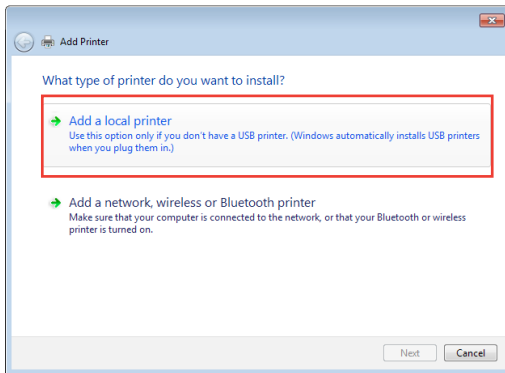 Add Printer
What type of printer do you want to install?
Add a local printer
Use this option only if you don't have a USB printer. (Windows automatically installs USB printers
when you plug them in.)
Add a network, wireless or Bluetooth printer
Make sure that your computer is connected to the network, or that your Bluetooth or wireless
printer is turned on.
Next Cancel